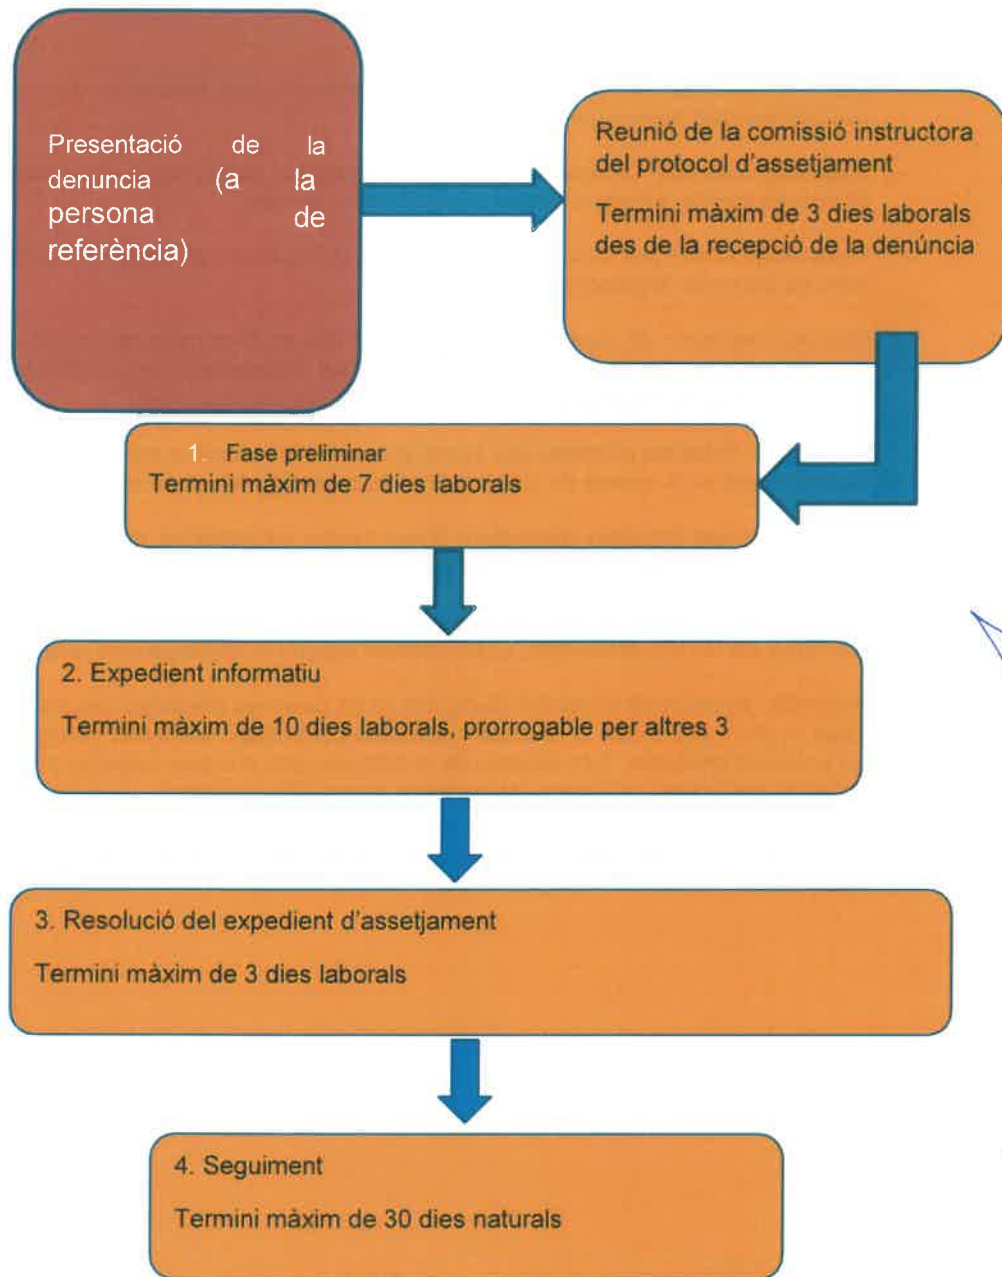 Presentació de la
denuncia (a la
persona de
referència)
Reunió de la comissió instructora
del protocol d'assetjament
Termini màxim de 3 dies laborals
des de la recepció de la denúncia
1. Fase preliminar
Termini màxim de 7 dies laborals
2. Expedient informatiu
Termini màxim de 10 dies laborals, prorrogable per altres 3
3. Resolució del expedient d'assetjament
Termini màxim de 3 dies laborals
4. Seguiment
Termini màxim de 30 dies naturals